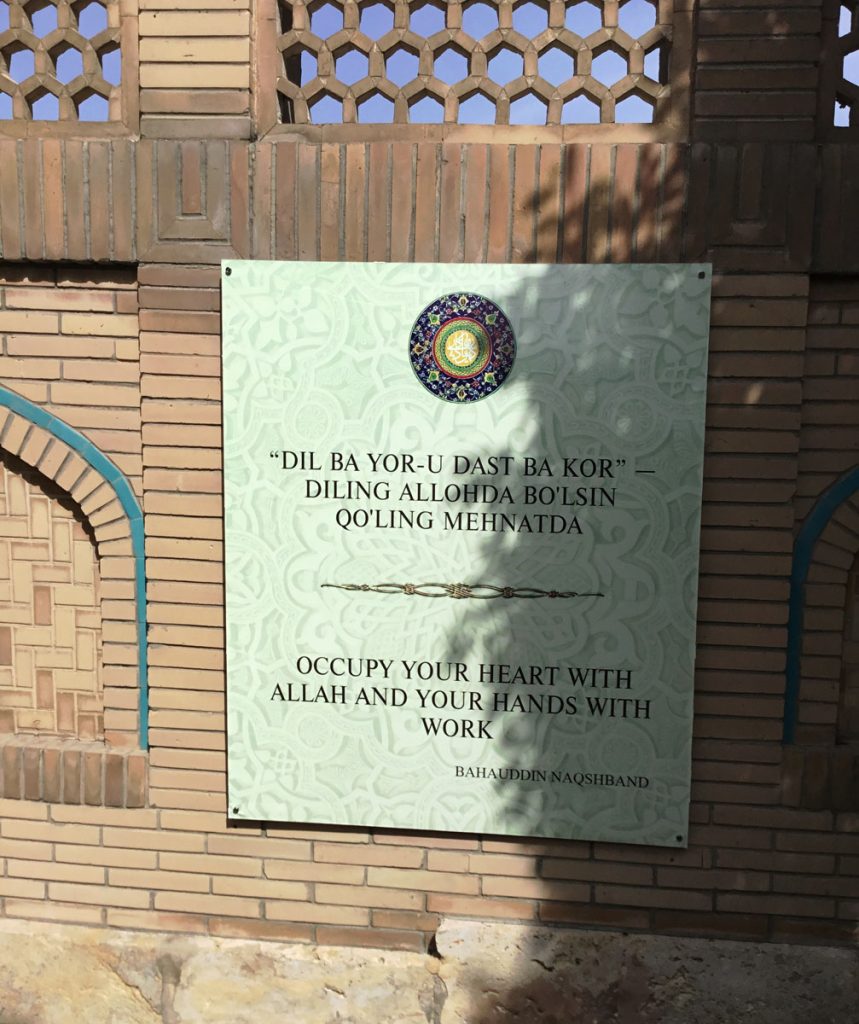 “DIL BA YOR-U DAST BA KOR” —
DILING ALLOHDA BO'LSIN
QO'LING MEHNATDA
OCCUPY YOUR HEART WITH
ALLAH AND YOUR HANDS WITH
WORK
BAHAUDDIN NAQSHBAND